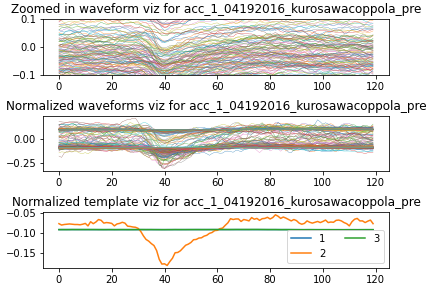 Zoomed in waveform viz for acc_1_04192016_kurosawacoppola_pre
0.1
0.0
-0.1
0 20 40 60 80 100 120
Normalized waveforms viz for acc_1_04192016_kurosawacoppola_pre
0.00
−0.25
0 20 40 60 80 100 120
Normalized template viz for acc_1_04192016_kurosawacoppola_pre
−0.05
−0.10
−0.15
1 3
2
0 20 40 60 80 100 120